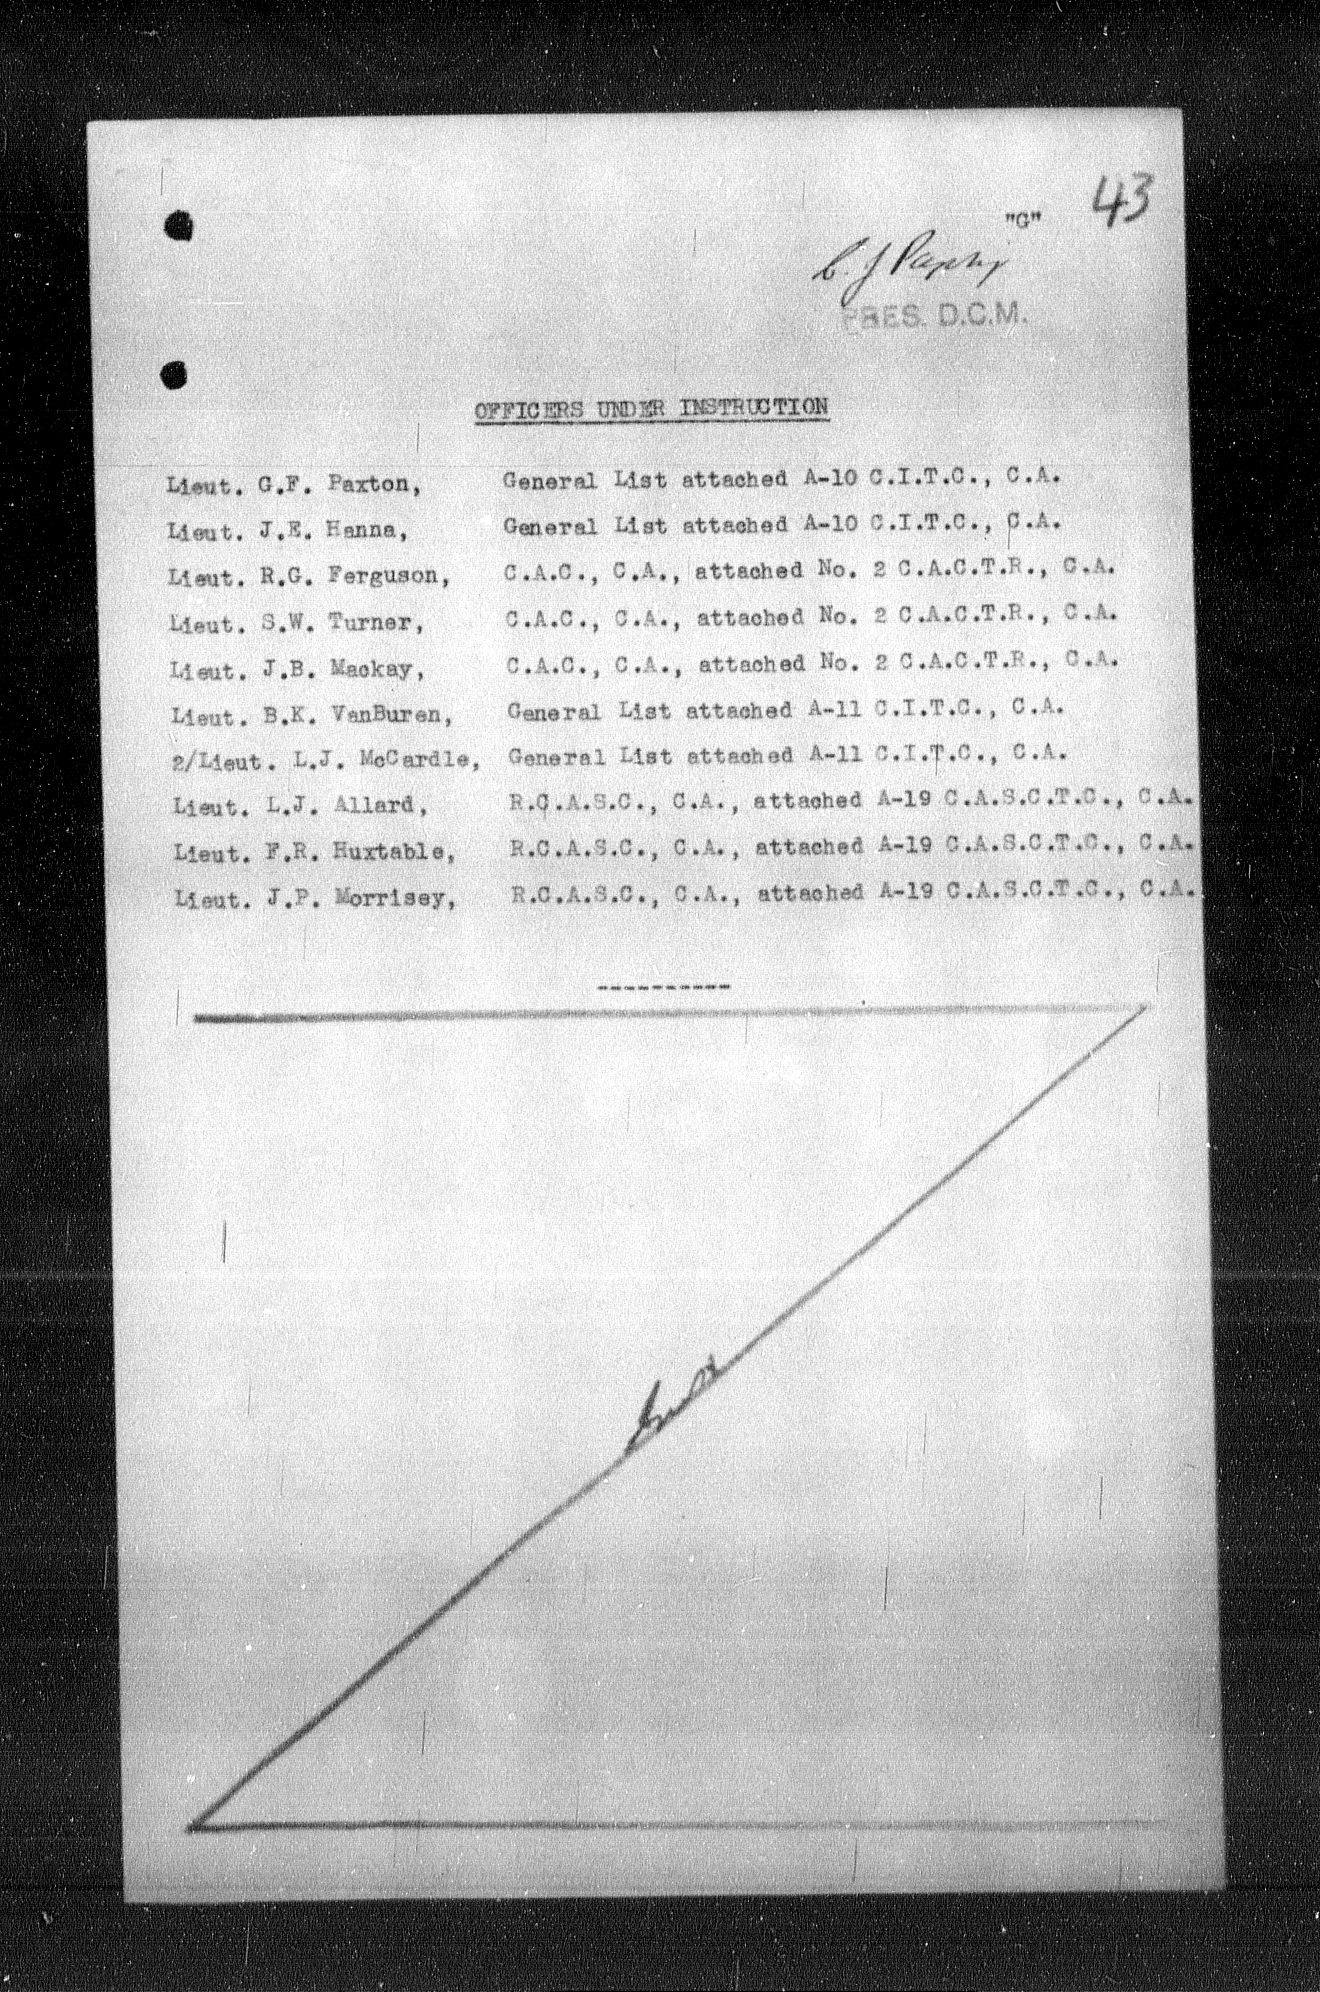 43
"G"
PRES. D.C.M.
OFFICERS UNDER INSTRUCTION
Lieut. G.F. Paxton, General List attached A-10 C.I.T.C., C.A.
Lieut. J.E. Hanna, General List attached A-10 C.I.T.C., C.A.
Lieut. R.G. Ferguson, C.A.C., C.A., attached No. 2 C.A.C.T.R., C.A.
Lieut. S.W. Turner, C.A.C., C.A., attached No. 2 C.A.C.T.R., C.A.
Lieut. J.B. Mackay, C.A.C., C.A., attached No. 2 C.A.C.T.R., C.A.
Lieut. B.K. VanBuren, General List attached A-11 C.I.T.C., C.A.
2/Lieut. L.J. McCardle, General List attached A-11 C.I.T.C., C.A.
Lieut. L.J. Allard, R.C.A.S.C., C.A., attached A-19 C.A.S.C.T.C., C.A.
Lieut. F.R. Huxtable, R.C.A.S.C., C.A., attached A-19 C.A.S.C.T.C., C.A.
Lieut. J.P. Morrisey, R.C.A.S.C., C.A., attached A-19 C.A.S.C.T.C., C.A.
----------